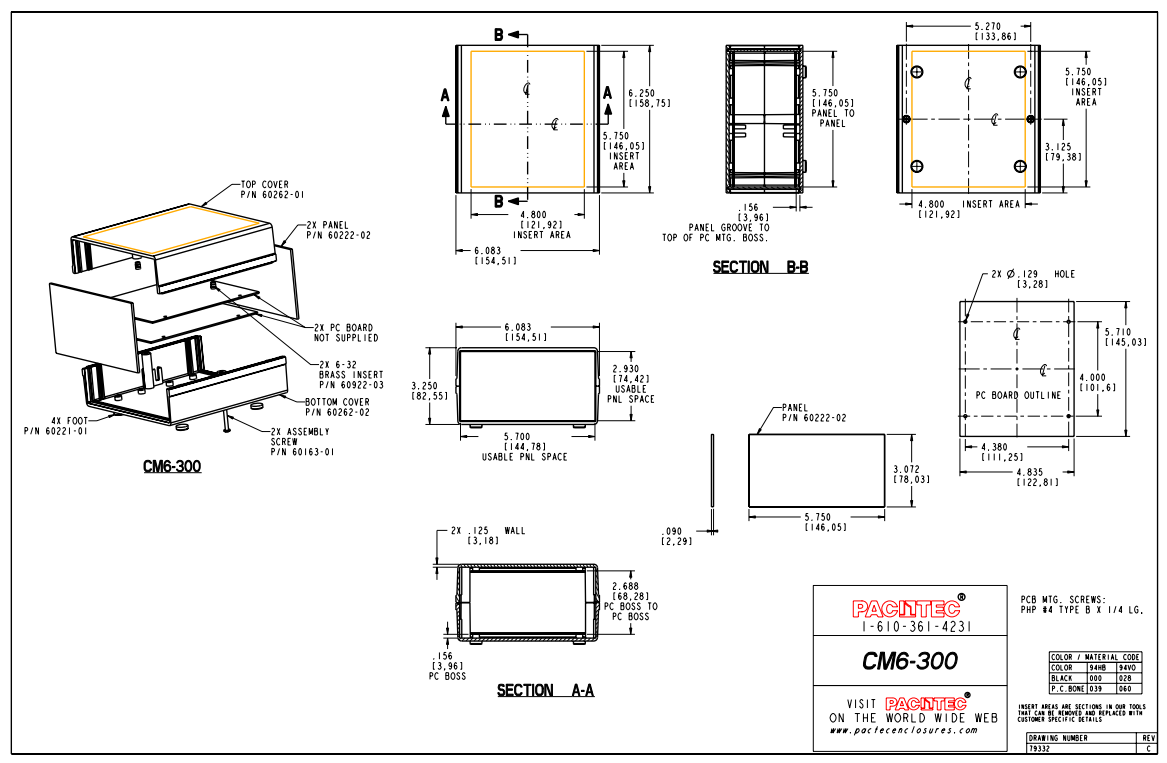 B
A
A
B
6.250
[158,75]
5.750
[146,05]
INSERT
AREA
4.800
[121,92]
INSERT AREA
6.083
[154,51]
5.750
[146,05]
PANEL TO
PANEL
.156
[3,96]
PANEL GROOVE TO
TOP OF PC MTG. BOSS.
SECTION B-B
5.270
[133,86]
5.750
[146,05]
INSERT
AREA
3.125
[79,38]
4.800 INSERT AREA
[121,92]
TOP COVER
P/N 60262-01
2X PANEL
P/N 60222-02
2X PC BOARD
NOT SUPPLIED
2X 6-32
BRASS INSERT
P/N 60922-03
BOTTOM COVER
P/N 60262-02
4X FOOT
P/N 60221-01
2X ASSEMBLY
SCREW
P/N 60163-01
CM6-300
6.083
[154,51]
3.250
[82,55]
2.930
[74,42]
USABLE
PNL SPACE
5.700
[144,78]
USABLE PNL SPACE
2X Ø.129 HOLE
[3,28]
5.710
[145,03]
4.000
[101,6]
PC BOARD OUTLINE
4.380
[111,25]
4.835
[122,81]
PANEL
P/N 60222-02
3.072
[78,03]
5.750
[146,05]
.090
[2,29]
2X .125 WALL
[3,18]
2.688
[68,28]
PC BOSS TO
PC BOSS
.156
[3,96]
PC BOSS
SECTION A-A
PACTEC®
1-610-361-4231
CM6-300
VISIT PACTEC®
ON THE WORLD WIDE WEB
www.pactecenclosures.com
PCB MTG. SCREWS:
PHP #4 TYPE B X 1/4 LG.
COLOR / MATERIAL CODE
COLOR 94HB 94VO
BLACK 000 028
P.C.BONE 039 060
INSERT AREAS ARE SECTIONS IN OUR TOOLS
THAT CAN BE REMOVED AND REPLACED WITH
CUSTOMER SPECIFIC DETAILS
DRAWING NUMBER REV
79332 C